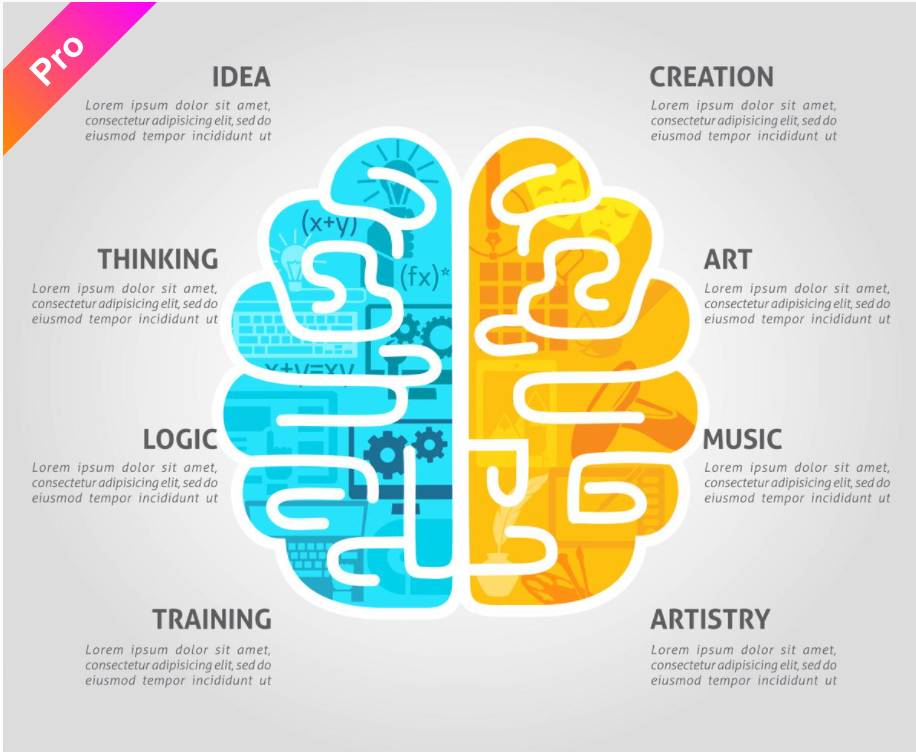 Pro
IDEA
Lorem ipsum dolor sit amet,
consectetur adipisicing elit, sed do
eiusmod tempor incididunt ut
CREATION
Lorem ipsum dolor sit amet,
consectetur adipisicing elit, sed do
eiusmod tempor incididunt ut
(x+y)
(fx)*
THINKING
Lorem ipsum dolor sit amet,
consectetur adipisicing elit, sed do
eiusmod tempor incididunt ut
ART
Lorem ipsum dolor sit amet,
consectetur adipisicing elit, sed do
eiusmod tempor incididunt ut
x+y=xy
LOGIC
Lorem ipsum dolor sit amet,
consectetur adipisicing elit, sed do
eiusmod tempor incididunt ut
MUSIC
Lorem ipsum dolor sit amet,
consectetur adipisicing elit, sed do
eiusmod tempor incididunt ut
TRAINING
Lorem ipsum dolor sit amet,
consectetur adipisicing elit, sed do
eiusmod tempor incididunt ut
ARTISTRY
Lorem ipsum dolor sit amet,
consectetur adipisicing elit, sed do
eiusmod tempor incididunt ut